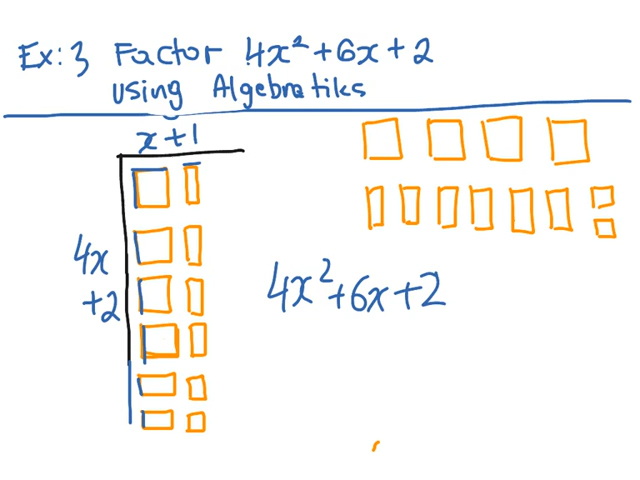 Ex: 3 Factor 4x² + 6x + 2
using Algebratiks
x + 1
4x
+2
4x² + 6x + 2